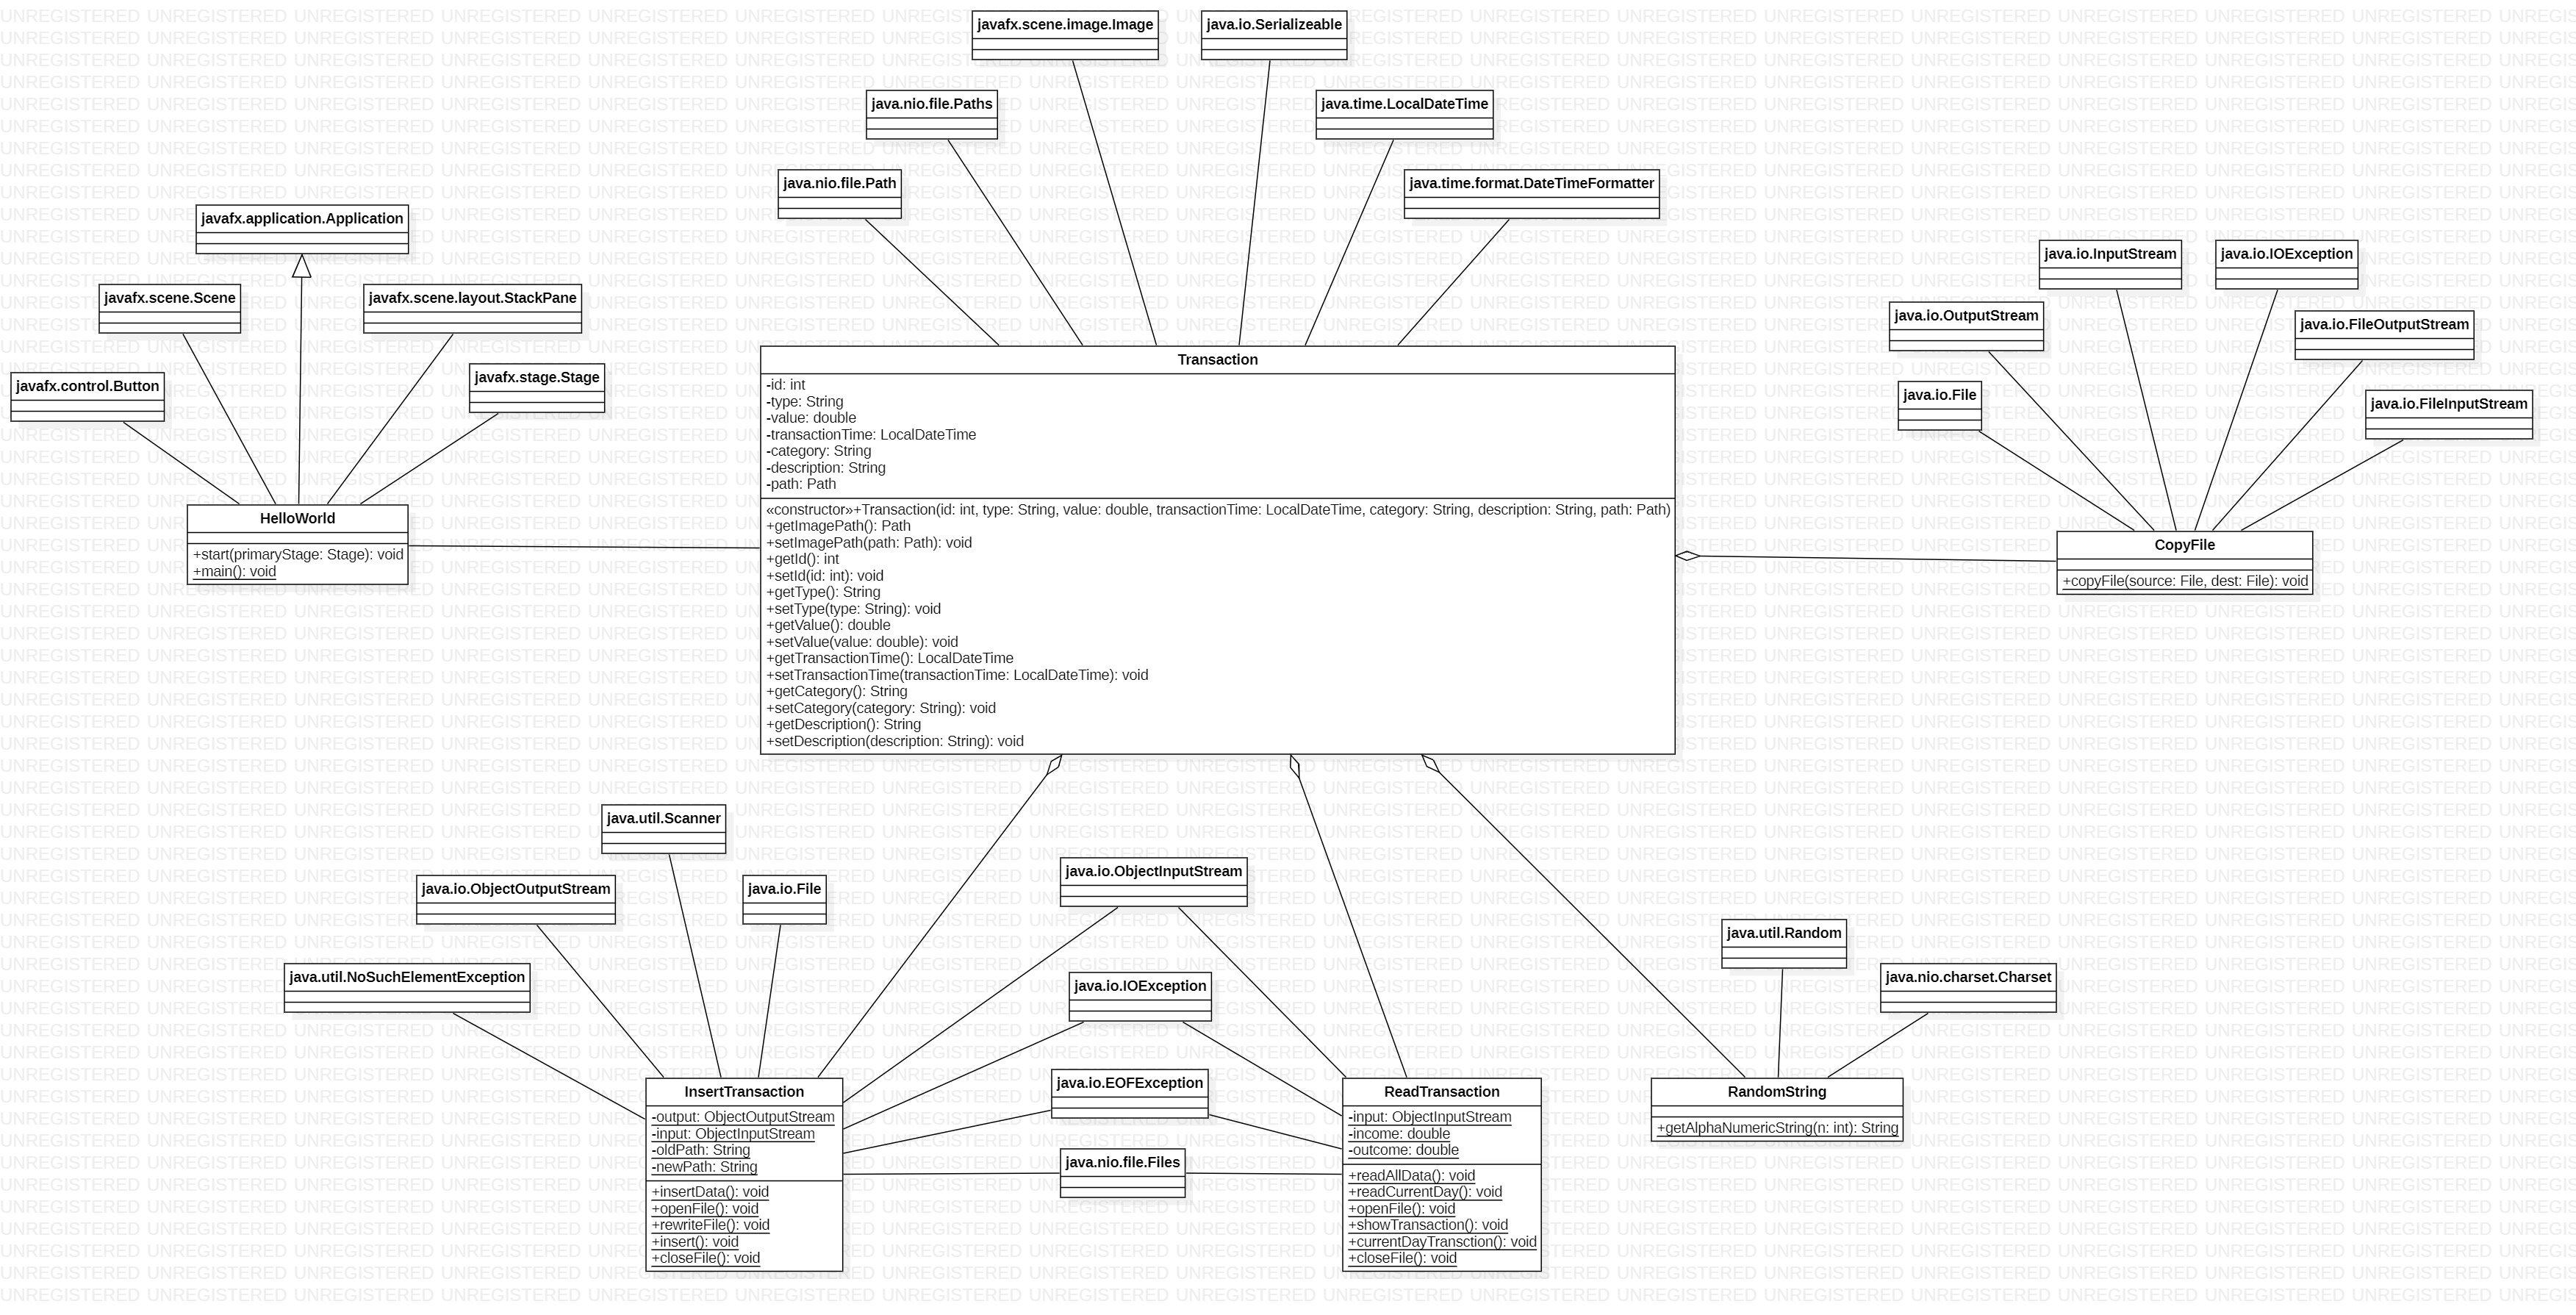 javafx.scene.image.Image
java.io.Serializeable
java.nio.file.Paths
java.time.LocalDateTime
java.nio.file.Path
java.time.format.DateTimeFormatter
javafx.application.Application
javafx.scene.Scene
javafx.scene.layout.StackPane
javafx.control.Button
javafx.stage.Stage
HelloWorld
+start(primaryStage: Stage): void
+main(): void
Transaction
-id: int
-type: String
-value: double
-transactionTime: LocalDateTime
-category: String
-description: String
-path: Path
«constructor»+Transaction(id: int, type: String, value: double, transactionTime: LocalDateTime, category: String, description: String, path: Path)
+getImagePath(): Path
+setImagePath(path: Path): void
+getId(): int
+setId(id: int): void
+getType(): String
+setType(type: String): void
+getValue(): double
+setValue(value: double): void
+getTransactionTime(): LocalDateTime
+setTransactionTime(transactionTime: LocalDateTime): void
+getCategory(): String
+setCategory(category: String): void
+getDescription(): String
+setDescription(description: String): void
java.io.InputStream
java.io.IOException
java.io.OutputStream
java.io.FileOutputStream
java.io.File
java.io.FileInputStream
CopyFile
+copyFile(source: File, dest: File): void
java.util.Scanner
java.io.ObjectOutputStream
java.io.File
java.util.NoSuchElementException
java.io.ObjectInputStream
java.io.IOException
java.io.EOFException
java.nio.file.Files
InsertTransaction
-output: ObjectOutputStream
-input: ObjectInputStream
-oldPath: String
-newPath: String
+insertData(): void
+openFile(): void
+rewriteFile(): void
+insert(): void
+closeFile(): void
ReadTransaction
-input: ObjectInputStream
-income: double
-outcome: double
+readAllData(): void
+readCurrentDay(): void
+openFile(): void
+showTransaction(): void
+currentDayTransction(): void
+closeFile(): void
java.util.Random
java.nio.charset.Charset
RandomString
+getAlphaNumericString(n: int): String
UNREGISTERED